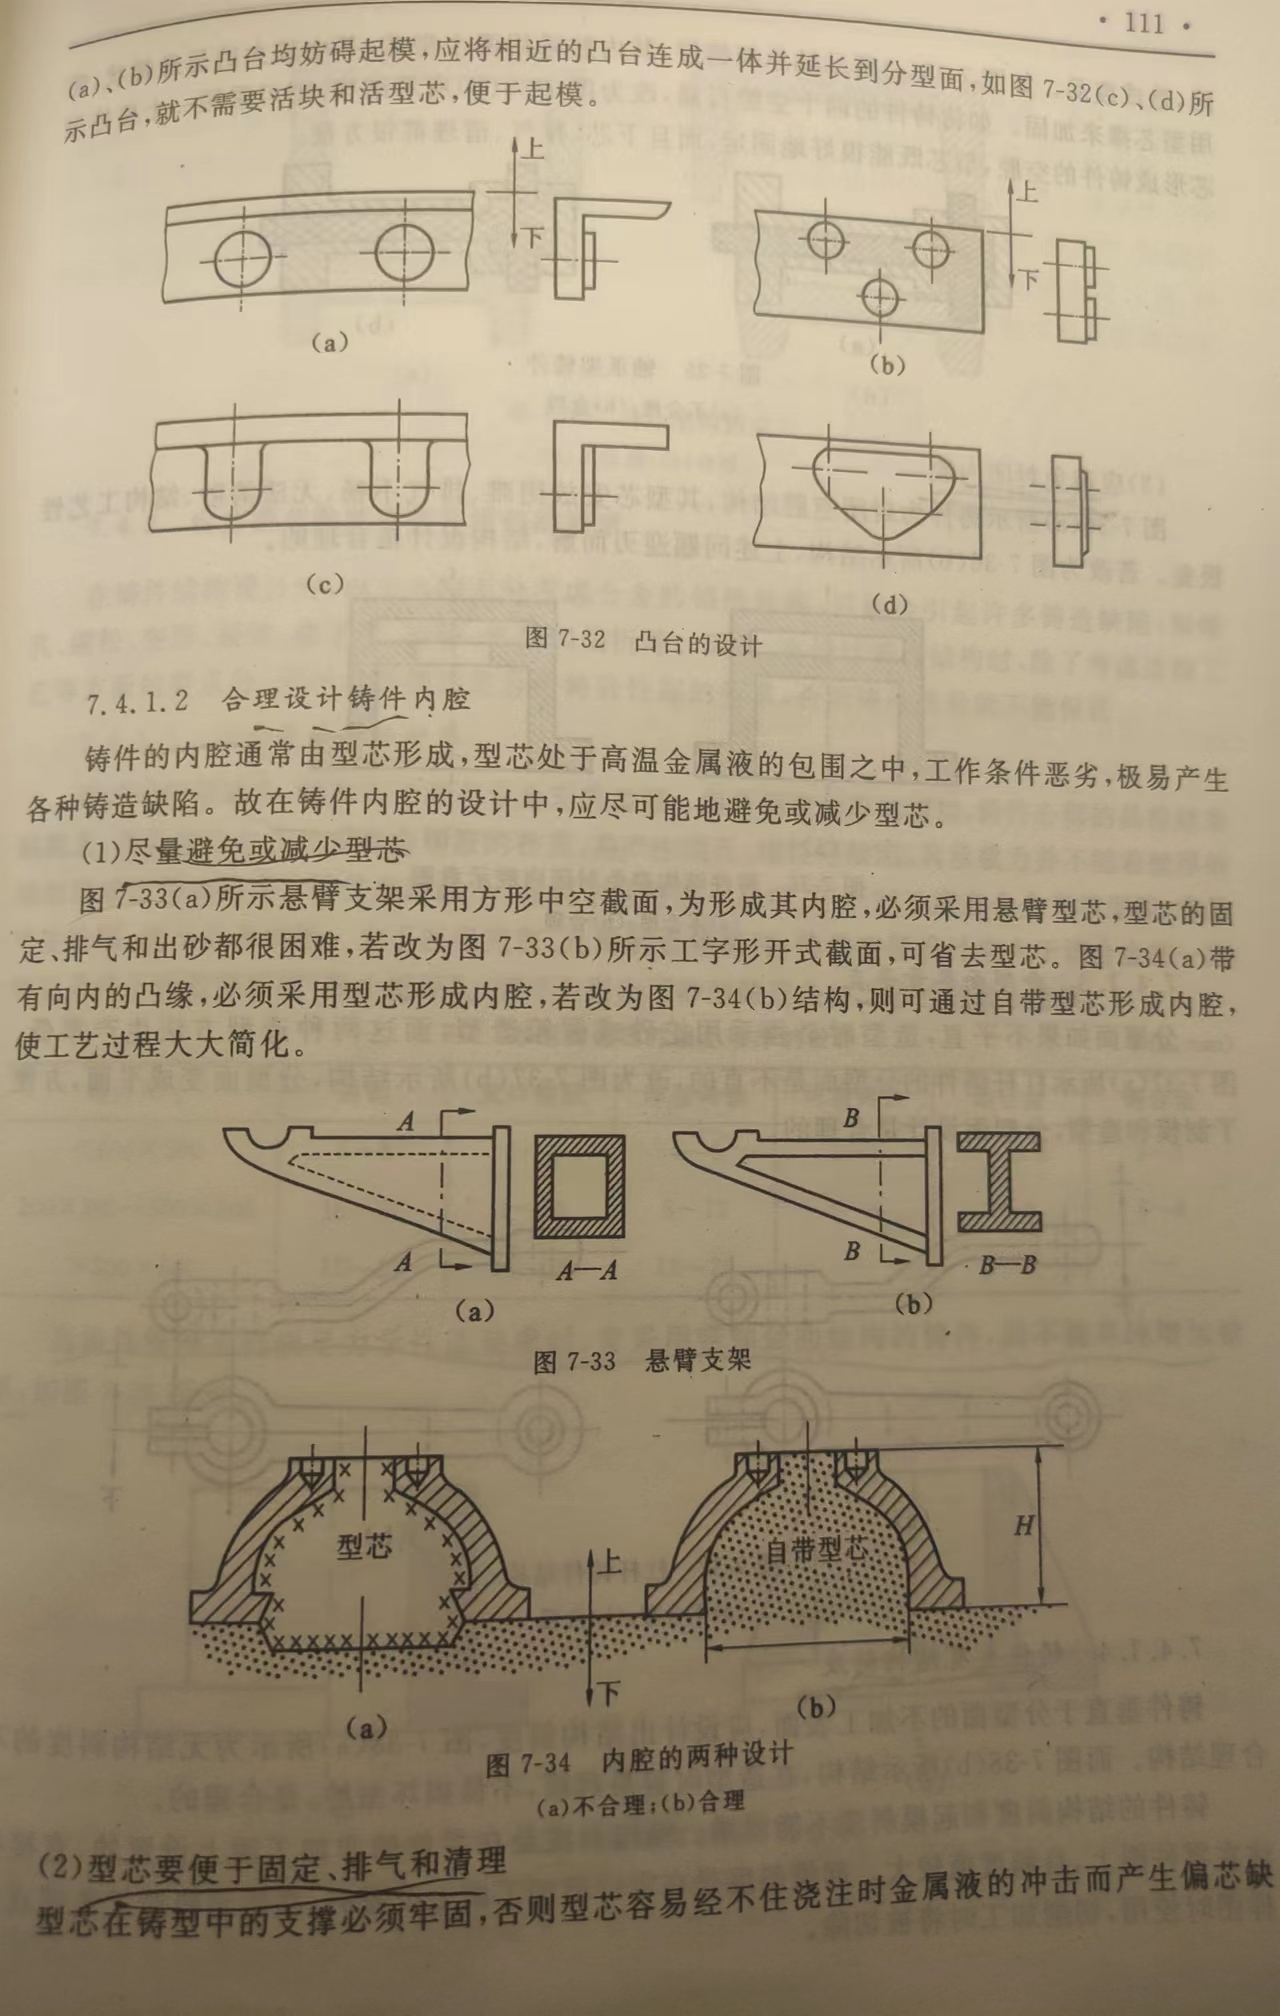 · 111 ·
(a)、(b)所示凸台均妨碍起模,应将相近的凸台连成一体并延长到分型面,如图 7-32(c)、(d)所
示凸台,就不需要活块和活型芯,便于起模。
上
下
上
下
(a)
(b)
(c)
(d)
图 7-32 凸台的设计
7.4.1.2 合理设计铸件内腔
铸件的内腔通常由型芯形成,型芯处于高温金属液的包围之中,工作条件恶劣,极易产生
各种铸造缺陷。故在铸件内腔的设计中,应尽可能地避免或减少型芯。
(1)尽量避免或减少型芯
图 7-33(a)所示悬臂支架采用方形中空截面,为形成其内腔,必须采用悬臂型芯,型芯的固
定、排气和出砂都很困难,若改为图 7-33(b)所示工字形开式截面,可省去型芯。图 7-34(a)带
有向内的凸缘,必须采用型芯形成内腔,若改为图 7-34(b)结构,则可通过自带型芯形成内腔,
使工艺过程大大简化。
A
B
A
A—A
B
B—B
(a)
(b)
图 7-33 悬臂支架
型芯
上
下
自带型芯
H
(a)
(b)
图 7-34 内腔的两种设计
(a)不合理;(b)合理
(2)型芯要便于固定、排气和清理
型芯在铸型中的支撑必须牢固,否则型芯容易经不住浇注时金属液的冲击而产生偏芯缺